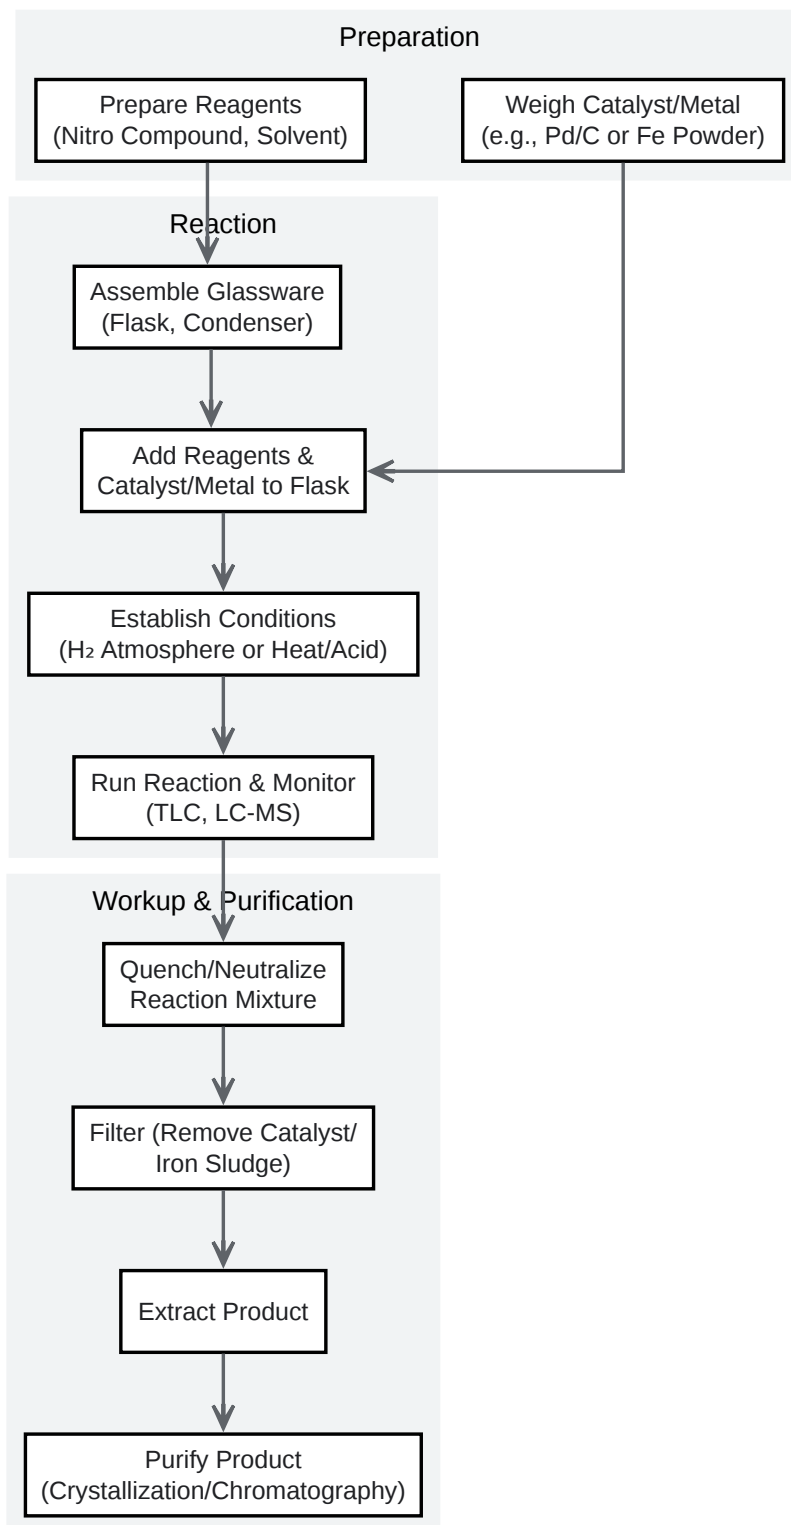 Preparation
Prepare Reagents
(Nitro Compound, Solvent)
Weigh Catalyst/Metal
(e.g., Pd/C or Fe Powder)
Reaction
Assemble Glassware
(Flask, Condenser)
Add Reagents &
Catalyst/Metal to Flask
Establish Conditions
(H₂ Atmosphere or Heat/Acid)
Run Reaction & Monitor
(TLC, LC-MS)
Workup & Purification
Quench/Neutralize
Reaction Mixture
Filter (Remove Catalyst/
Iron Sludge)
Extract Product
Purify Product
(Crystallization/Chromatography)